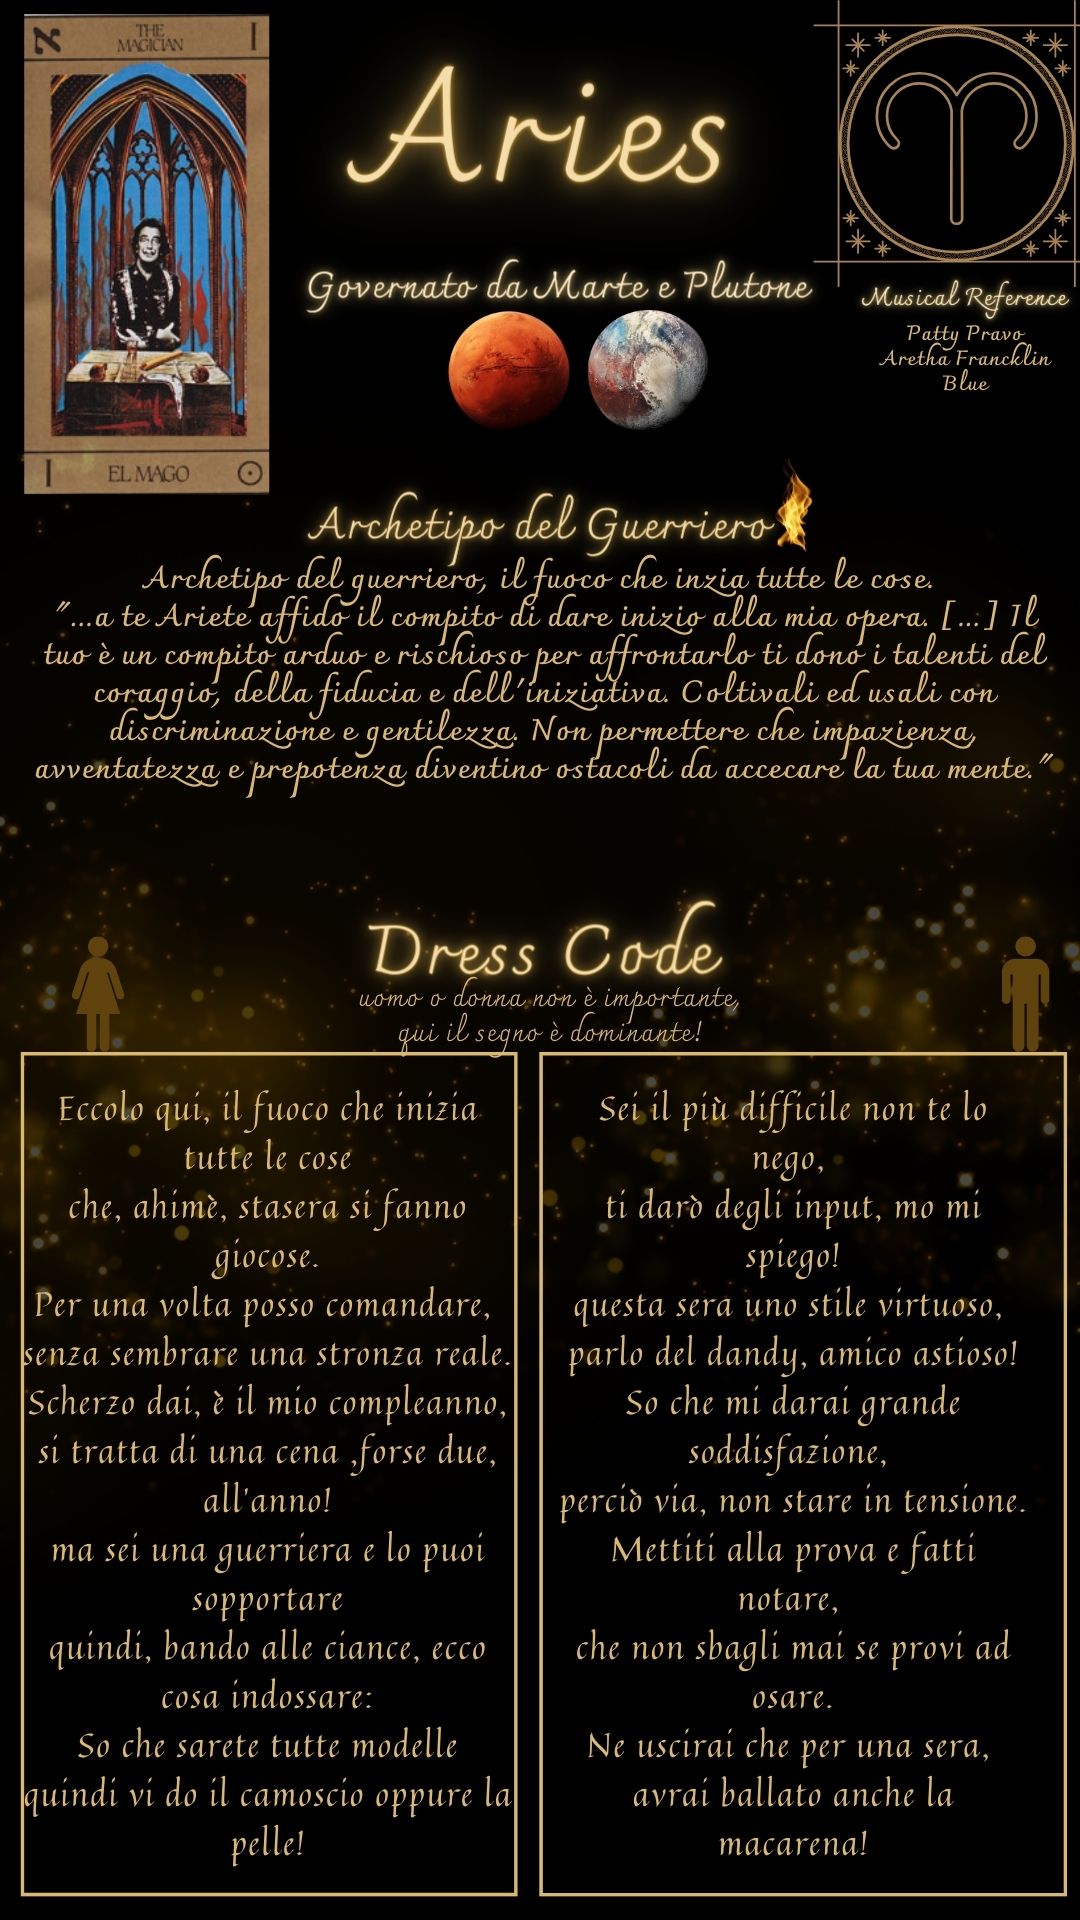 א
THE
MAGICIAN
I
I
EL MAGO
Aries
Governato da Marte e Plutone
Musical Reference
Patty Pravo
Aretha Francklin
Blue
Archetipo del Guerriero
Archetipo del guerriero, il fuoco che inzia tutte le cose.
"...a te Ariete affido il compito di dare inizio alla mia opera. [...] Il
tuo è un compito arduo e rischioso per affrontarlo ti dono i talenti del
coraggio, della fiducia e dell'iniziativa. Coltivali ed usali con
discriminazione e gentilezza. Non permettere che impazienza,
avventatezza e prepotenza diventino ostacoli da accecare la tua mente."
Dress Code
uomo o donna non è importante,
qui il segno è dominante!
Eccolo qui, il fuoco che inizia
tutte le cose
che, ahimè, stasera si fanno
giocose.
Per una volta posso comandare,
senza sembrare una stronza reale.
Scherzo dai, è il mio compleanno,
si tratta di una cena ,forse due,
all'anno!
ma sei una guerriera e lo puoi
sopportare
quindi, bando alle ciance, ecco
cosa indossare:
So che sarete tutte modelle
quindi vi do il camoscio oppure la
pelle!
Sei il più difficile non te lo
nego,
ti darò degli input, mo mi
spiego!
questa sera uno stile virtuoso,
parlo del dandy, amico astioso!
So che mi darai grande
soddisfazione,
perciò via, non stare in tensione.
Mettiti alla prova e fatti
notare,
che non sbagli mai se provi ad
osare.
Ne uscirai che per una sera,
avrai ballato anche la
macarena!